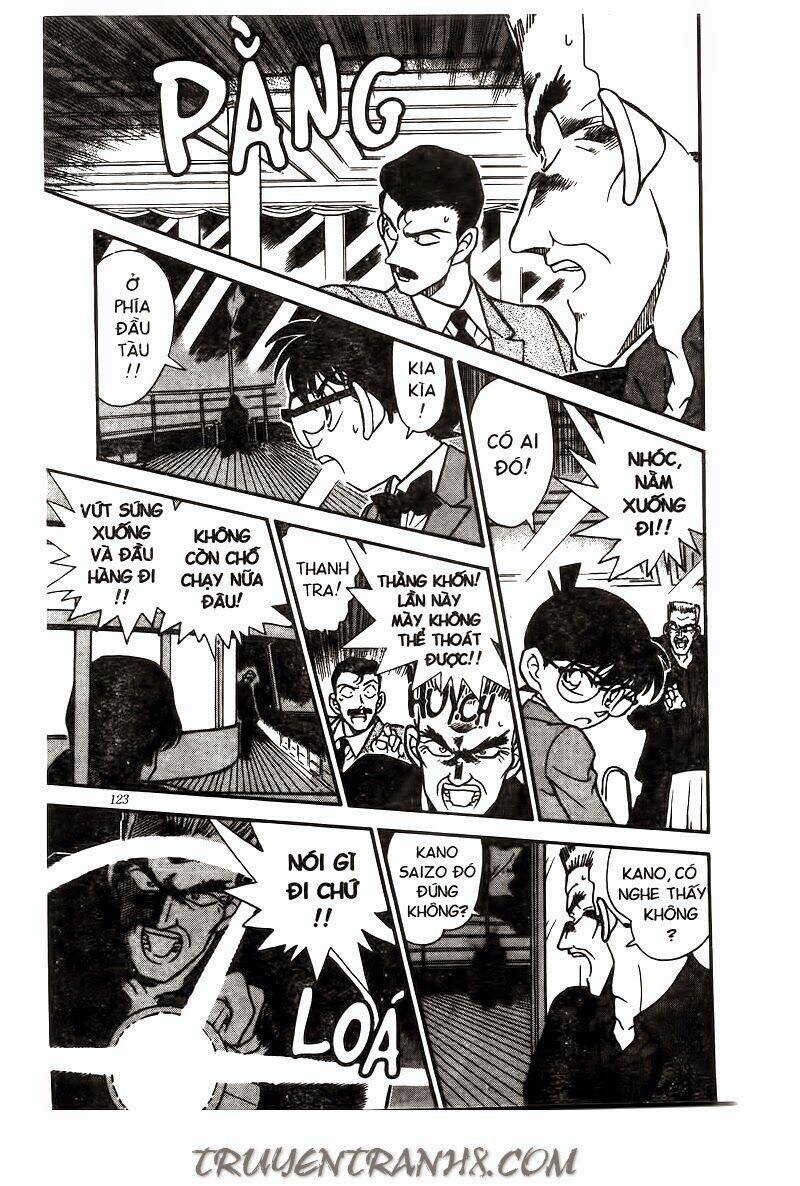 PẰNG
Ở
PHÍA
ĐẦU
TÀU
!!
KIA
KÌA
!
CÓ AI
ĐÓ!
NHÓC,
NẰM
XUỐNG
ĐI!!
VỨT SÚNG
XUỐNG
VÀ ĐẦU
HÀNG ĐI
!!
KHÔNG
CÒN CHỖ
CHẠY NỮA
ĐÂU!
THANH
TRA!
THẰNG KHỐN!
LẦN NÀY
MÀY KHÔNG
THỂ THOÁT
ĐƯỢC!!
HUỴCH
123
NÓI GÌ
ĐI CHỨ
!!
KANO
SAIZO ĐÓ
ĐÚNG
KHÔNG?
KANO, CÓ
NGHE THẤY
KHÔNG
?
LOÁ
TRUYENTRANH8.COM